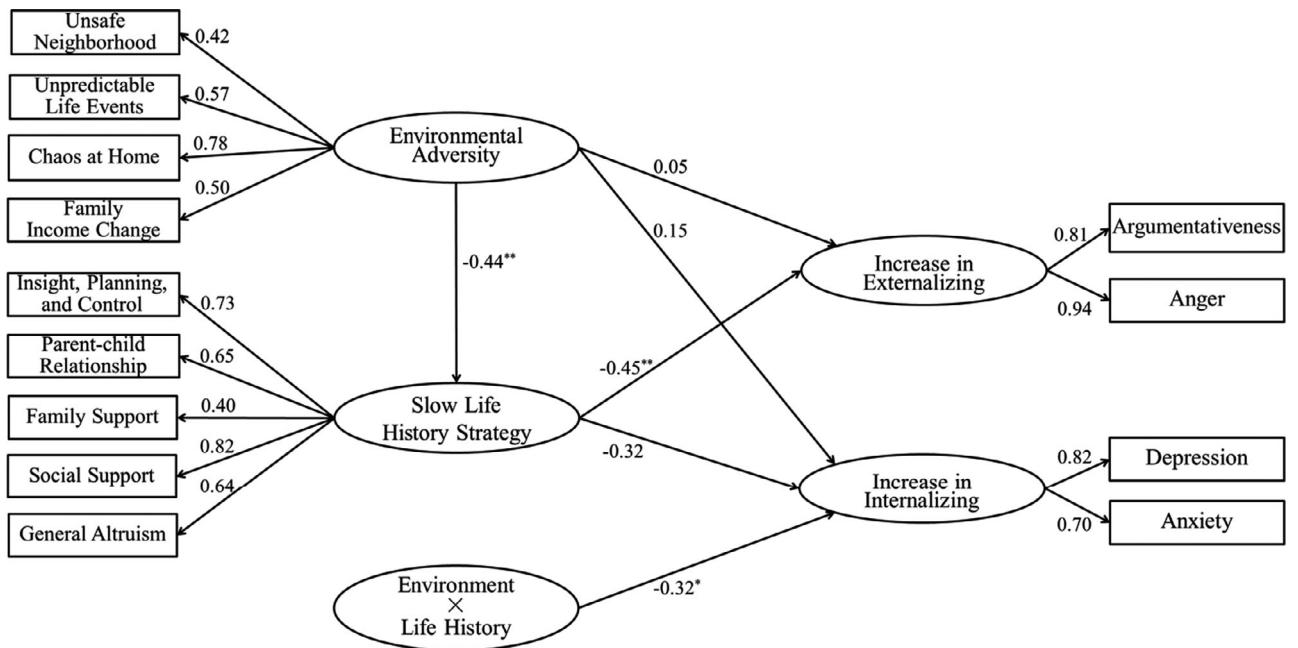 Unsafe
Neighborhood
0.42
Unpredictable
Life Events
0.57
Chaos at Home
0.78
Family
Income Change
0.50
Environmental
Adversity
0.05
0.15
-0.44**
Insight, Planning,
and Control
0.73
Parent-child
Relationship
0.65
Family Support
0.40
Social Support
0.82
General Altruism
0.64
Slow Life
History Strategy
-0.45**
-0.32
Environment
×
Life History
-0.32*
Increase in
Externalizing
0.81
Argumentativeness
0.94
Anger
Increase in
Internalizing
0.82
Depression
0.70
Anxiety